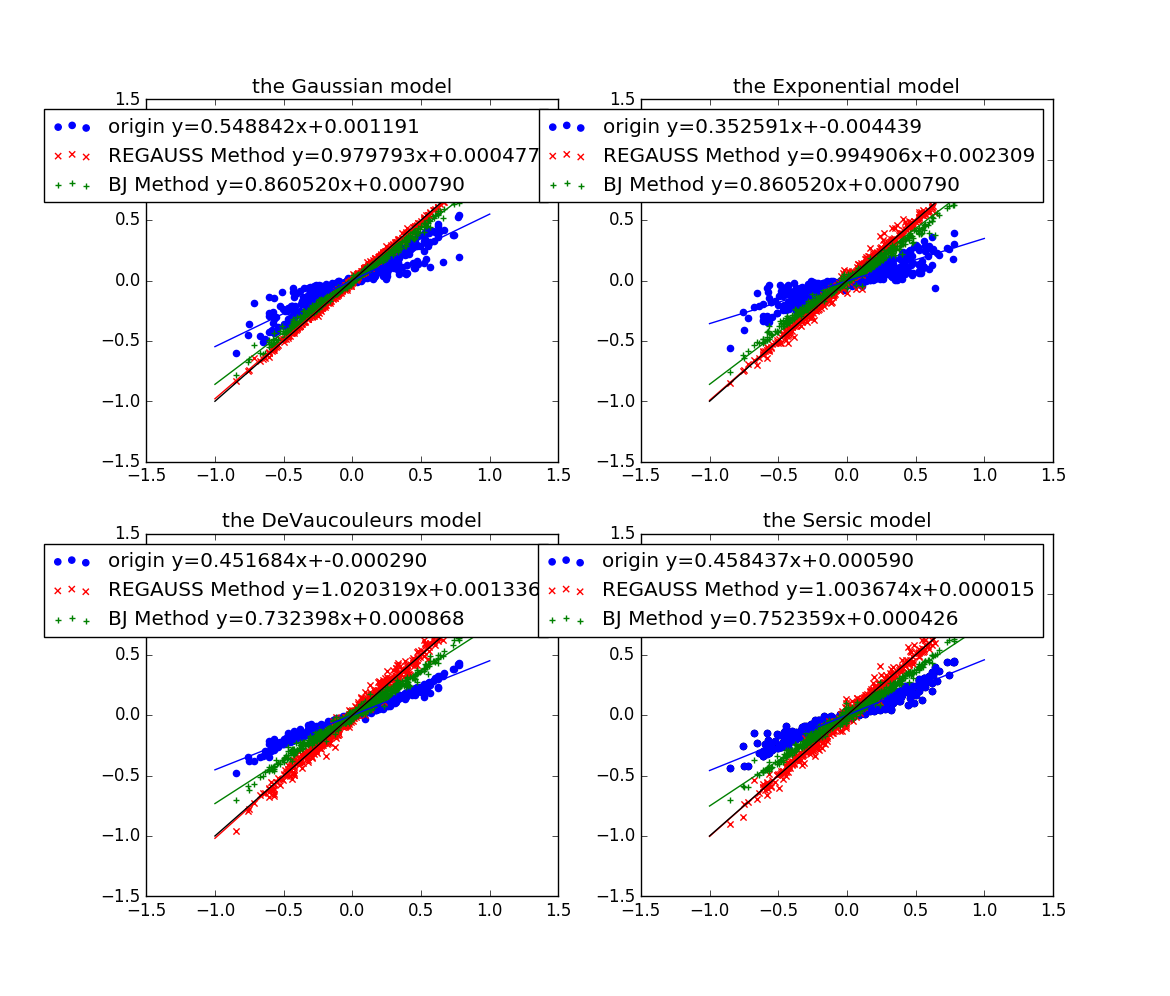 the Gaussian model
1.5
origin y=0.548842x+0.001191
REGAUSS Method y=0.979793x+0.000477
BJ Method y=0.860520x+0.000790
0.5
0.0
−0.5
−1.0
−1.5
−1.5 −1.0 −0.5 0.0 0.5 1.0 1.5
the Exponential model
1.5
origin y=0.352591x+-0.004439
REGAUSS Method y=0.994906x+0.002309
BJ Method y=0.860520x+0.000790
0.5
0.0
−0.5
−1.0
−1.5
−1.5 −1.0 −0.5 0.0 0.5 1.0 1.5
the DeVaucouleurs model
1.5
origin y=0.451684x+-0.000290
REGAUSS Method y=1.020319x+0.001336
BJ Method y=0.732398x+0.000868
0.5
0.0
−0.5
−1.0
−1.5
−1.5 −1.0 −0.5 0.0 0.5 1.0 1.5
the Sersic model
1.5
origin y=0.458437x+0.000590
REGAUSS Method y=1.003674x+0.000015
BJ Method y=0.752359x+0.000426
0.5
0.0
−0.5
−1.0
−1.5
−1.5 −1.0 −0.5 0.0 0.5 1.0 1.5